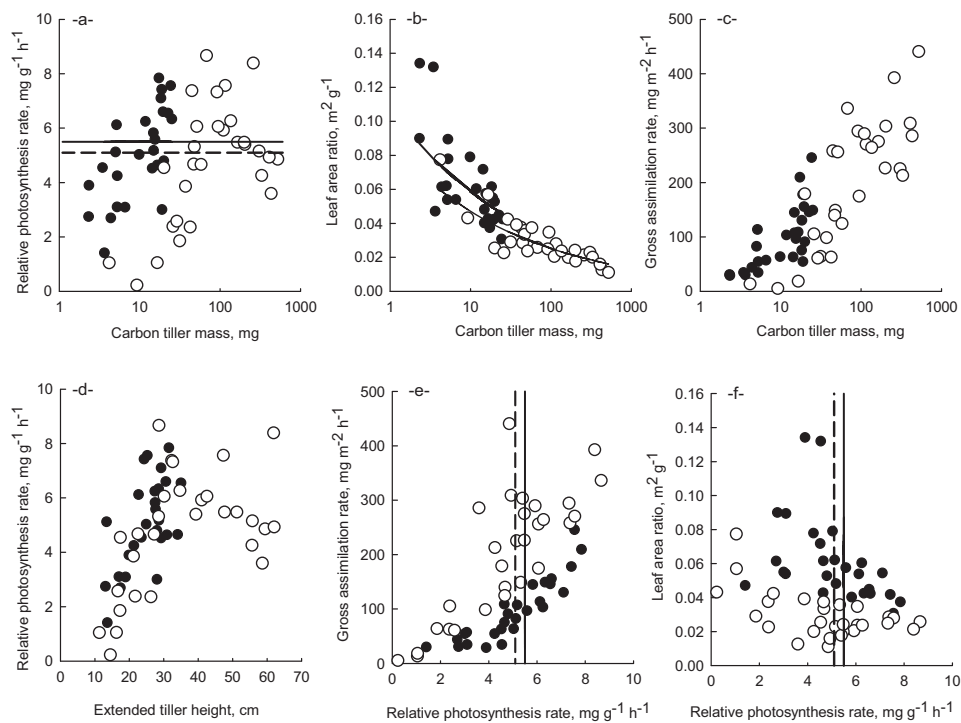 -a-
10
8
6
4
2
0
Relative photosynthesis rate, mg g⁻¹ h⁻¹
1 10 100 1000
Carbon tiller mass, mg
-b-
0.16
0.14
0.12
0.10
0.08
0.06
0.04
0.02
0.00
Leaf area ratio, m² g⁻¹
1 10 100 1000
Carbon tiller mass, mg
-c-
500
400
300
200
100
0
Gross assimilation rate, mg m⁻² h⁻¹
1 10 100 1000
Carbon tiller mass, mg
-d-
10
8
6
4
2
0
Relative photosynthesis rate, mg g⁻¹ h⁻¹
0 10 20 30 40 50 60 70
Extended tiller height, cm
-e-
500
400
300
200
100
0
Gross assimilation rate, mg m⁻² h⁻¹
0 2 4 6 8 10
Relative photosynthesis rate, mg g⁻¹ h⁻¹
-f-
0.16
0.14
0.12
0.10
0.08
0.06
0.04
0.02
0.00
Leaf area ratio, m² g⁻¹
0 2 4 6 8 10
Relative photosynthesis rate, mg g⁻¹ h⁻¹